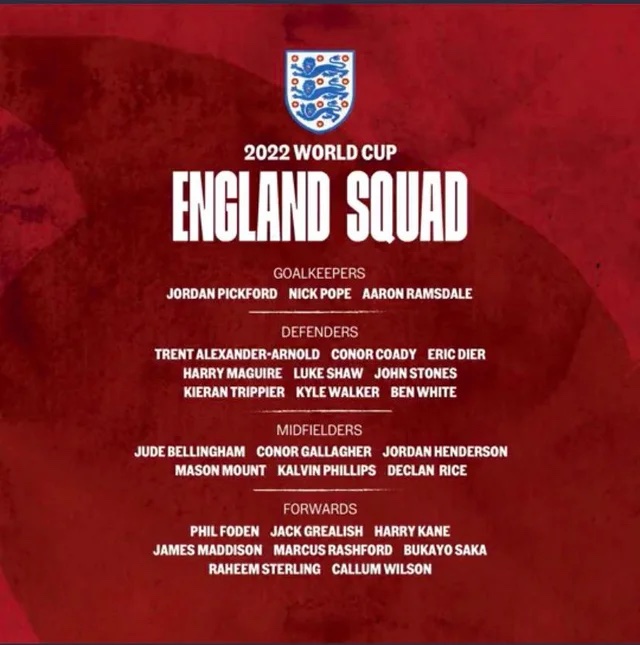 2022 WORLD CUP
ENGLAND SQUAD
GOALKEEPERS
JORDAN PICKFORD NICK POPE AARON RAMSDALE
DEFENDERS
TRENT ALEXANDER-ARNOLD CONOR COADY ERIC DIER
HARRY MAGUIRE LUKE SHAW JOHN STONES
KIERAN TRIPPIER KYLE WALKER BEN WHITE
MIDFIELDERS
JUDE BELLINGHAM CONOR GALLAGHER JORDAN HENDERSON
MASON MOUNT KALVIN PHILLIPS DECLAN RICE
FORWARDS
PHIL FODEN JACK GREALISH HARRY KANE
JAMES MADDISON MARCUS RASHFORD BUKAYO SAKA
RAHEEM STERLING CALLUM WILSON